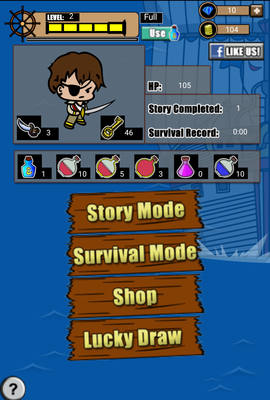 LEVEL: 2
Full
Use
10
104
LIKE US!
HP: 105
Story Completed: 1
Survival Record: 0:00
3
46
1
10
5
3
0
10
Story Mode
Survival Mode
Shop
Lucky Draw
?